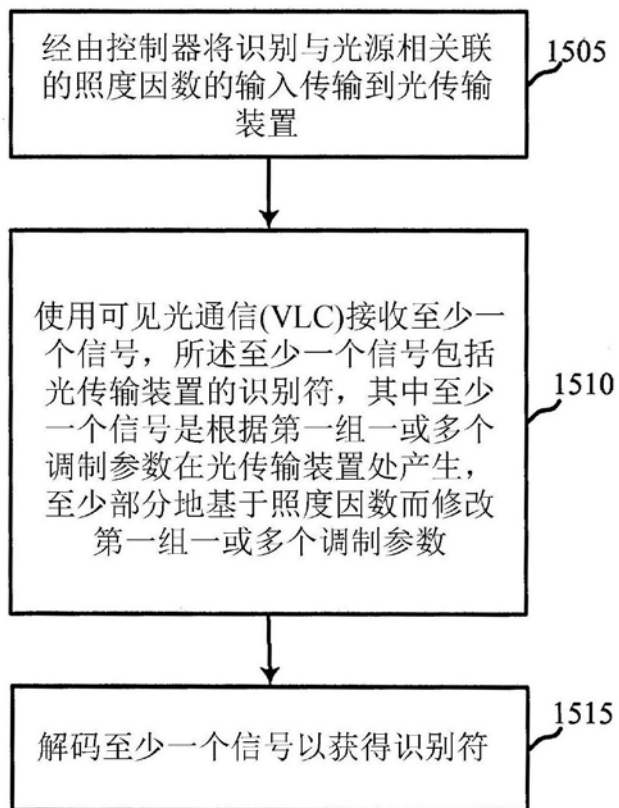 经由控制器将识别与光源相关联
的照度因数的输入传输到光传输
装置
1505
使用可见光通信(VLC)接收至少一
个信号，所述至少一个信号包括
光传输装置的识别符，其中至少
一个信号是根据第一组一或多个
调制参数在光传输装置处产生，
至少部分地基于照度因数而修改
第一组一或多个调制参数
1510
解码至少一个信号以获得识别符
1515